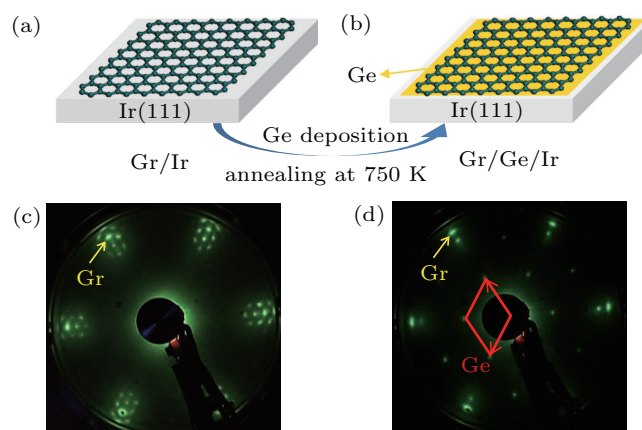 (a)
(b)
Ge
Ir(111)
Ir(111)
Ge deposition
Gr/Ir
Gr/Ge/Ir
annealing at 750 K
(c)
(d)
Gr
Gr
Ge